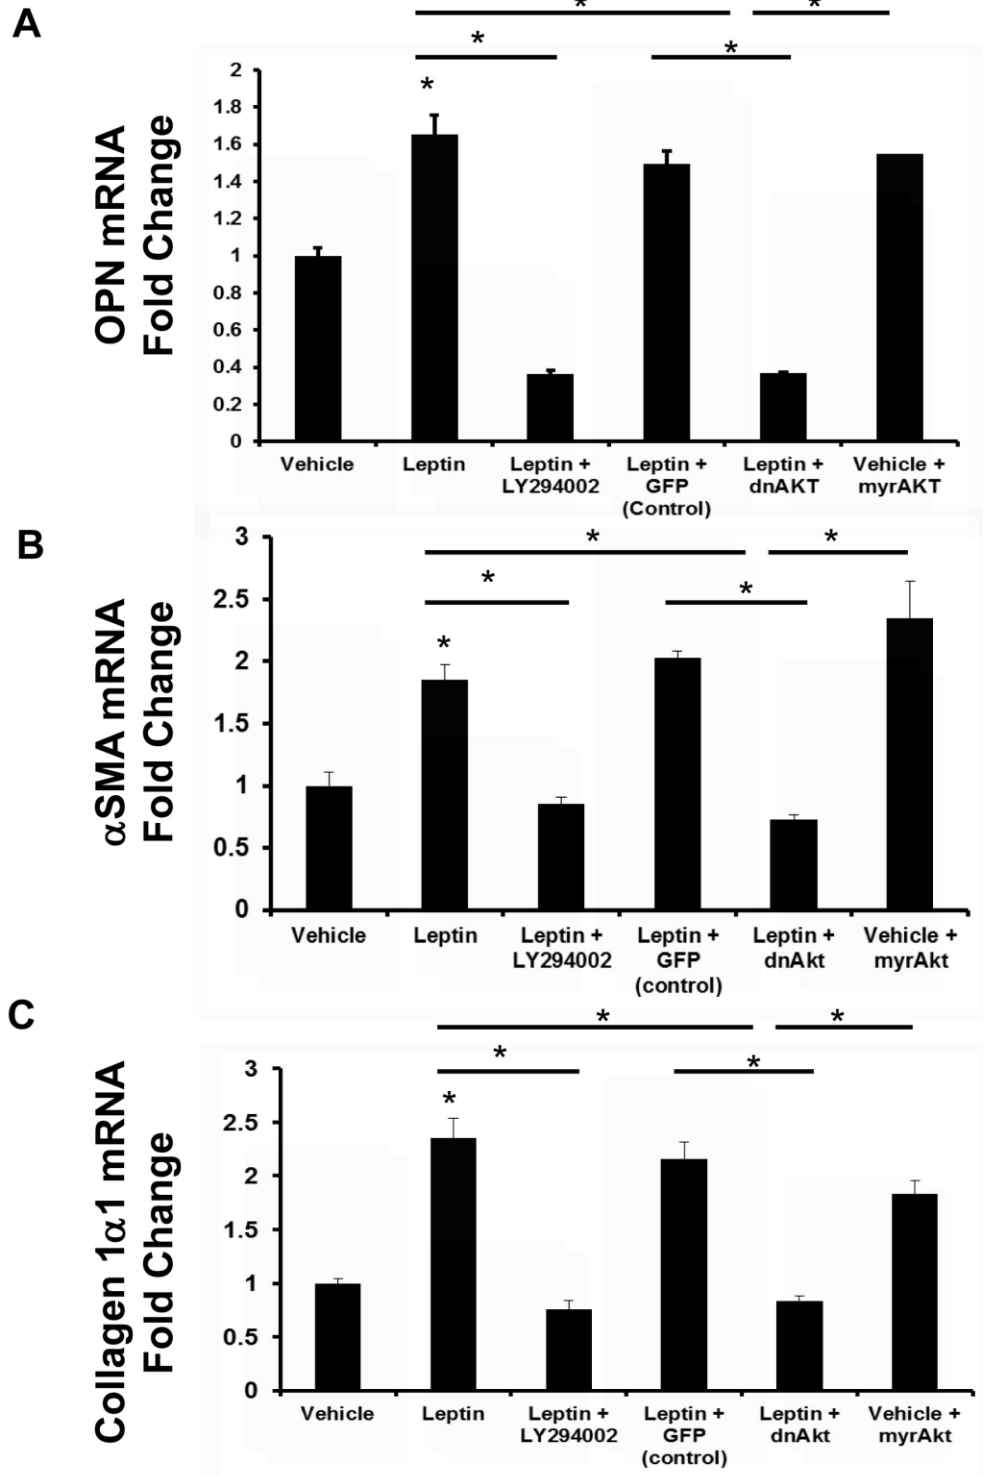 A
*
*
*
*
*
OPN mRNA
Fold Change
2
1.8
1.6
1.4
1.2
1
0.8
0.6
0.4
0.2
0
Vehicle
Leptin
Leptin +
LY294002
Leptin +
GFP
(Control)
Leptin +
dnAKT
Vehicle +
myrAKT
B
*
*
*
*
*
αSMA mRNA
Fold Change
3
2.5
2
1.5
1
0.5
0
Vehicle
Leptin
Leptin +
LY294002
Leptin +
GFP
(control)
Leptin +
dnAkt
Vehicle +
myrAkt
C
*
*
*
*
*
Collagen 1α1 mRNA
Fold Change
3
2.5
2
1.5
1
0.5
0
Vehicle
Leptin
Leptin +
LY294002
Leptin +
GFP
(control)
Leptin +
dnAkt
Vehicle +
myrAkt